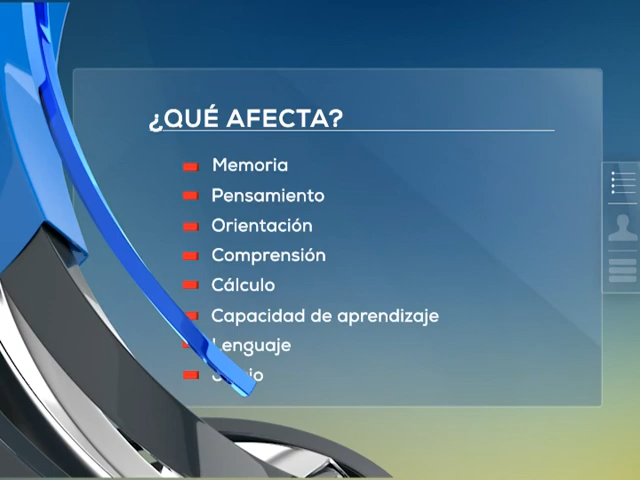 ¿QUÉ AFECTA?
Memoria
Pensamiento
Orientación
Comprensión
Cálculo
Capacidad de aprendizaje
Lenguaje